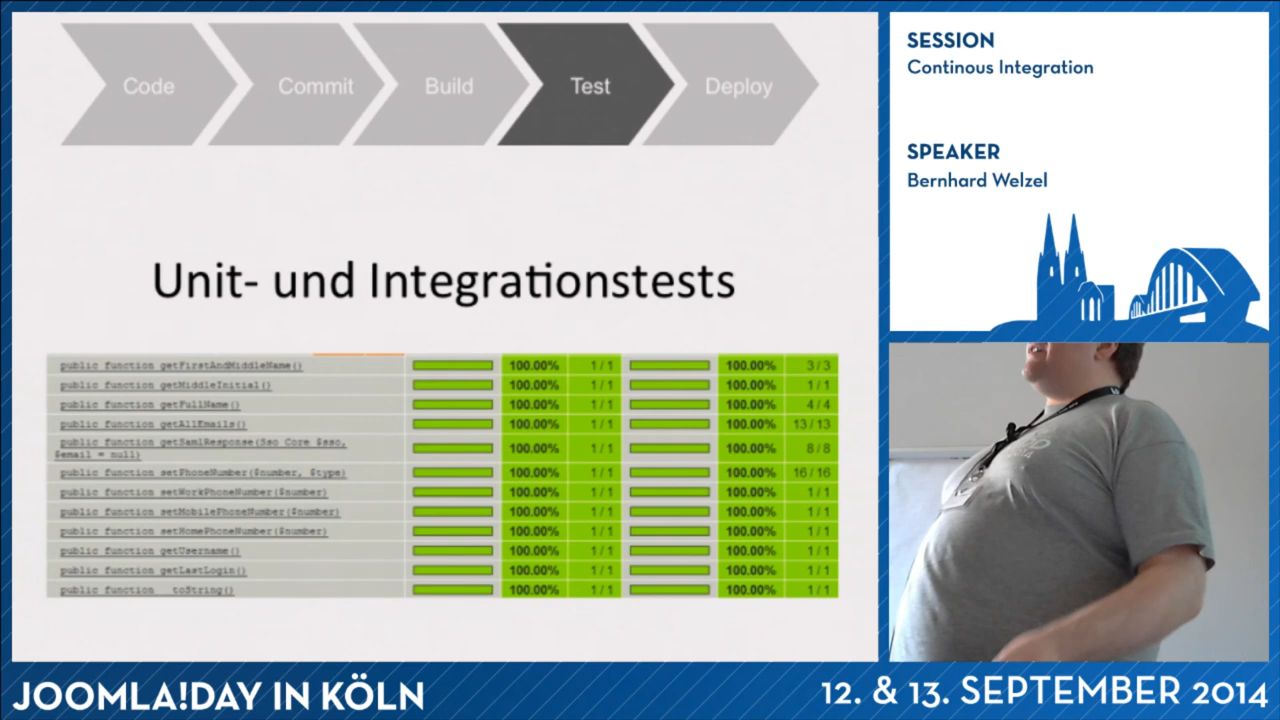 Code Commit Build Test Deploy
Unit- und Integrationstests
public function getFirstAndMiddleName() 100.00% 1 / 1 100.00% 3 / 3
public function getMiddleInitial() 100.00% 1 / 1 100.00% 1 / 1
public function getFullName() 100.00% 1 / 1 100.00% 4 / 4
public function getAllEmails() 100.00% 1 / 1 100.00% 13 / 13
public function getSamlResponse(Sso_Core $sso,
$email = null) 100.00% 1 / 1 100.00% 8 / 8
public function setPhoneNumber($number, $type) 100.00% 1 / 1 100.00% 16 / 16
public function setWorkPhoneNumber($number) 100.00% 1 / 1 100.00% 1 / 1
public function setMobilePhoneNumber($number) 100.00% 1 / 1 100.00% 1 / 1
public function setHomePhoneNumber($number) 100.00% 1 / 1 100.00% 1 / 1
public function getUsername() 100.00% 1 / 1 100.00% 1 / 1
public function getLastLogin() 100.00% 1 / 1 100.00% 1 / 1
public function __toString() 100.00% 1 / 1 100.00% 1 / 1
SESSION
Continous Integration
SPEAKER
Bernhard Welzel
JOOMLA!DAY IN KÖLN
12. & 13. SEPTEMBER 2014